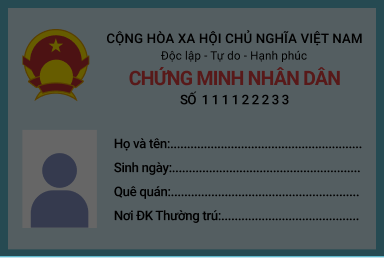 CỘNG HÒA XA HỘI CHỦ NGHĨA VIỆT NAM
Độc lập - Tự do - Hạnh phúc
CHỨNG MINH NHÂN DÂN
SỐ 111122233
Họ và tên:.........................................................
Sinh ngày:........................................................
Quê quán:........................................................
Nơi ĐK Thường trú:.........................................